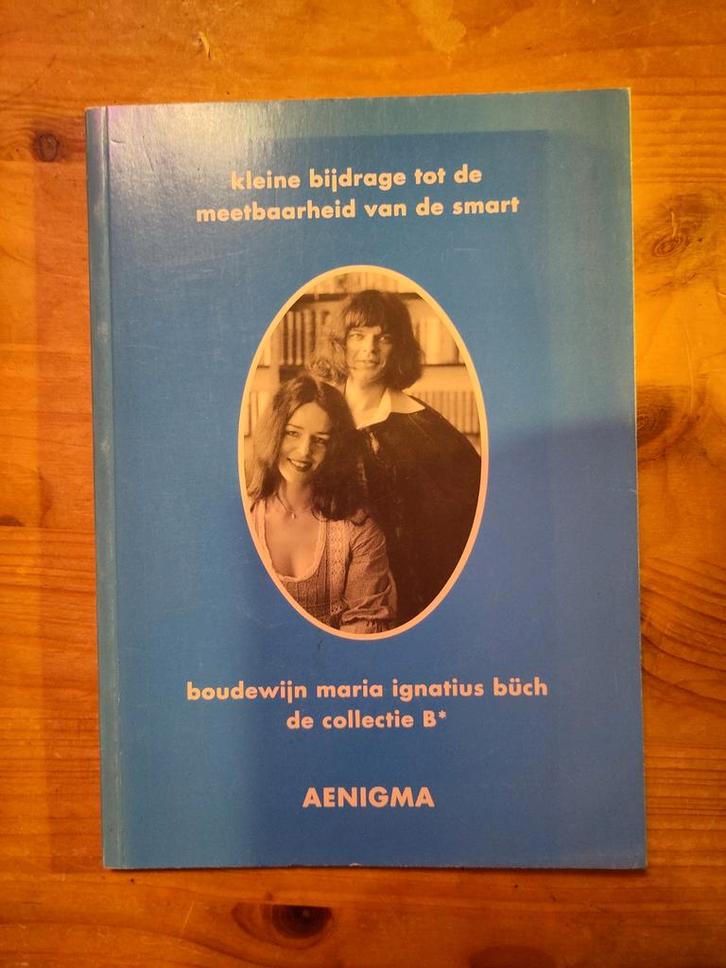 kleine bijdrage tot de
meetbaarheid van de smart
boudewijn maria ignatius büch
de collectie B*
AENIGMA